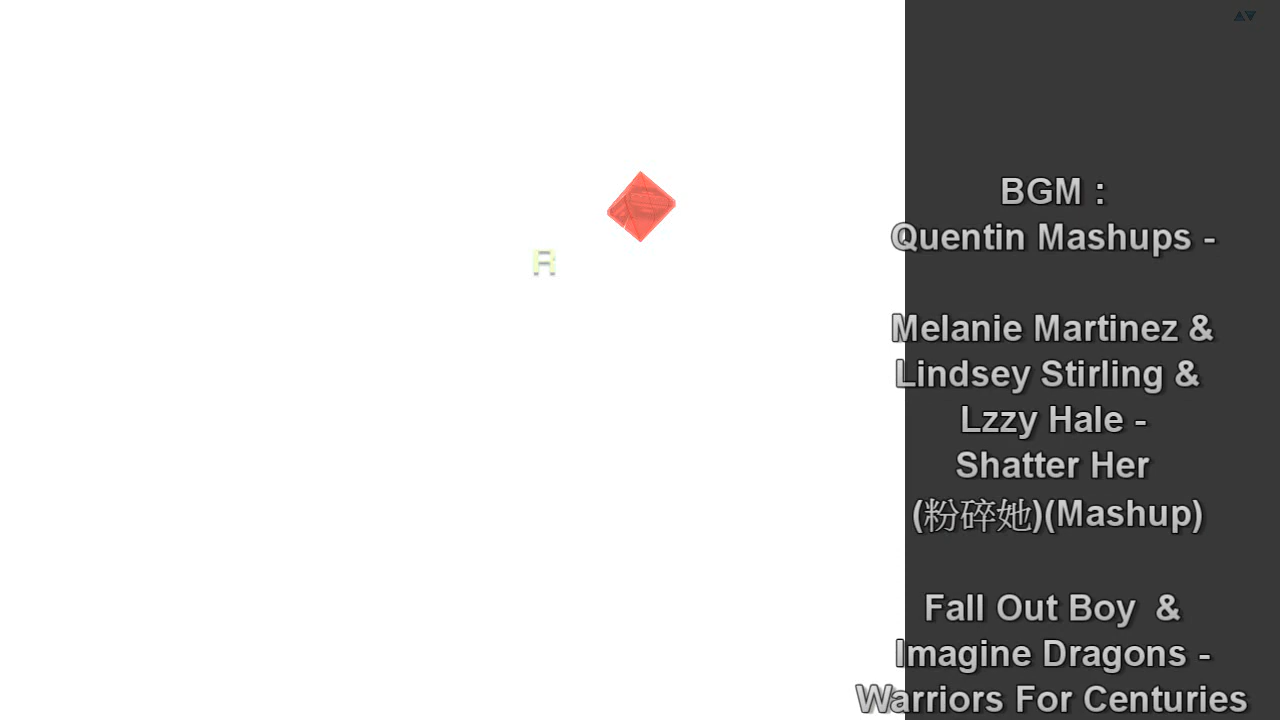 R
BGM :
Quentin Mashups -
Melanie Martinez &
Lindsey Stirling &
Lzzy Hale -
Shatter Her
(粉碎她)(Mashup)
Fall Out Boy  &
Imagine Dragons -
Warriors For Centuries